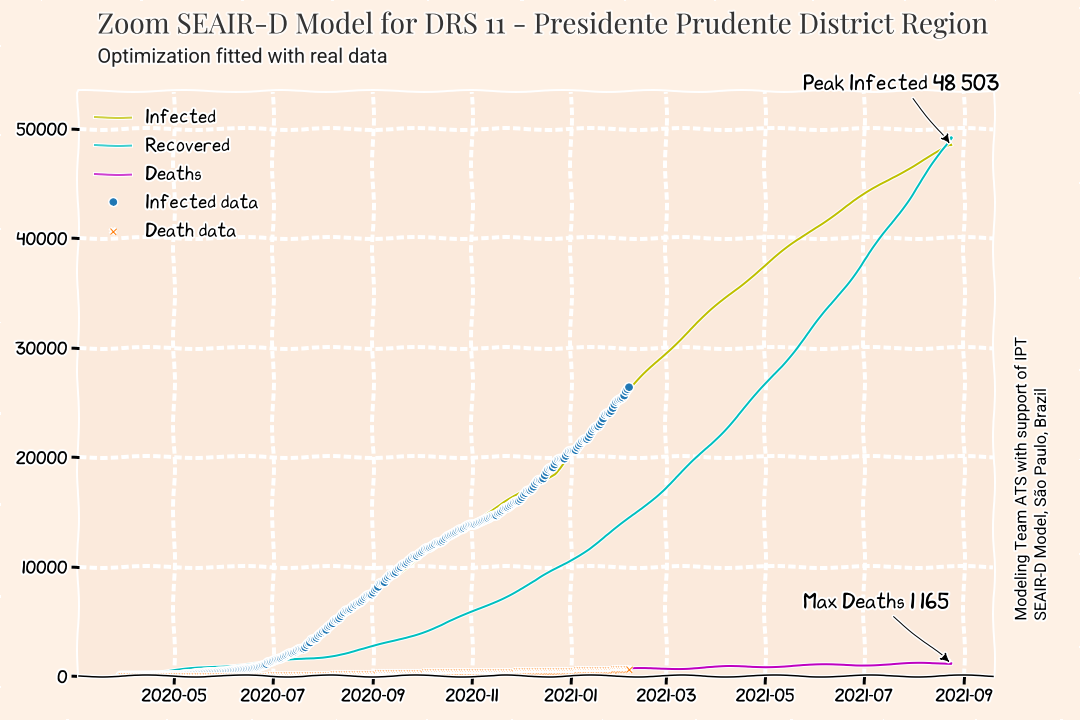 Zoom SEAIR-D Model for DRS 11 - Presidente Prudente District Region
Optimization fitted with real data
Peak Infected 48 503
Infected
Recovered
Deaths
Infected data
Death data
50000
40000
30000
20000
10000
0
Max Deaths 1 165
2020-05
2020-07
2020-09
2020-11
2021-01
2021-03
2021-05
2021-07
2021-09
Modeling Team ATS with support of IPT
SEAIR-D Model, São Paulo, Brazil